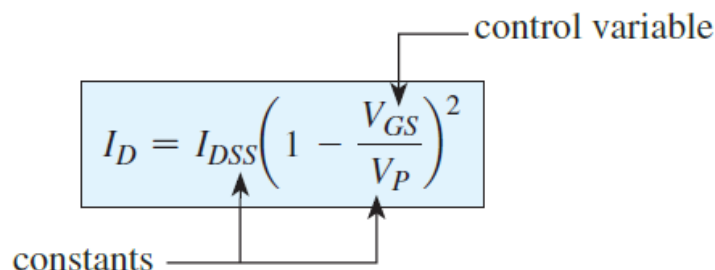 control variable
I_D = I_DSS(1 − V_GS/V_P)²
constants